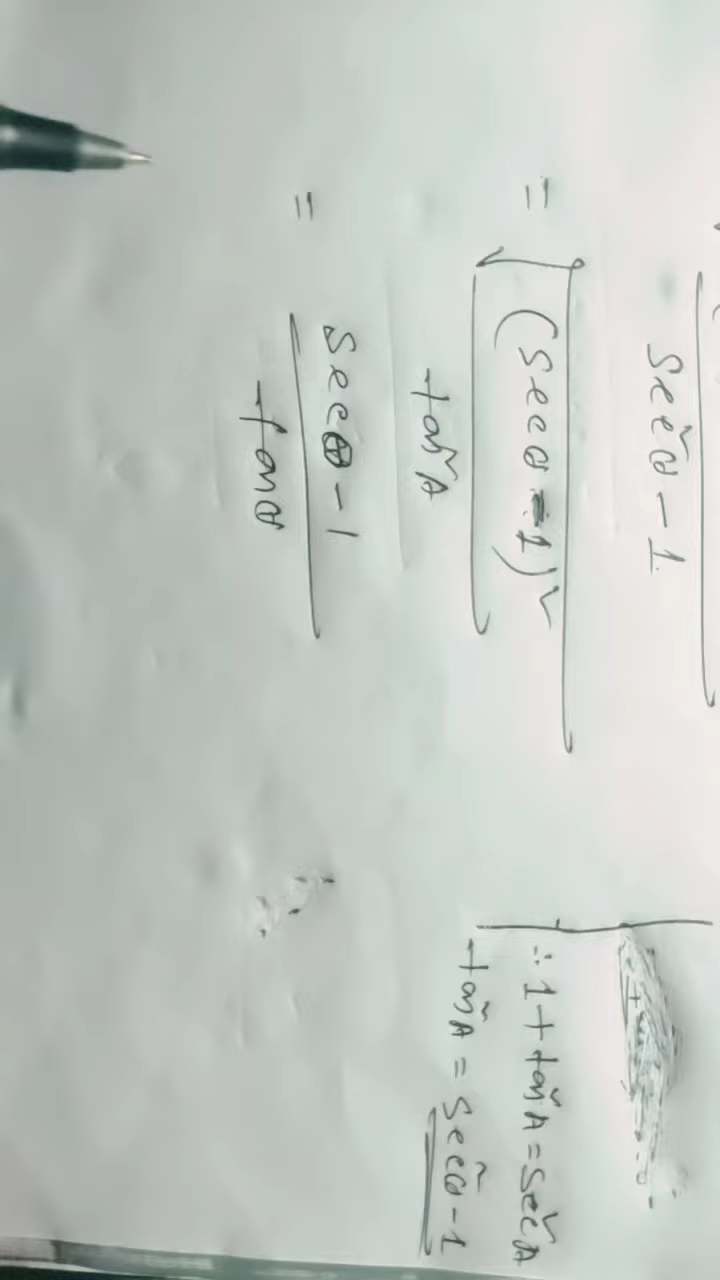 sec²θ - 1
= √(secθ - 1)²
tan²A
= secθ - 1
tanθ
∴ 1 + tan²A = sec²A
tan²A = sec²θ - 1